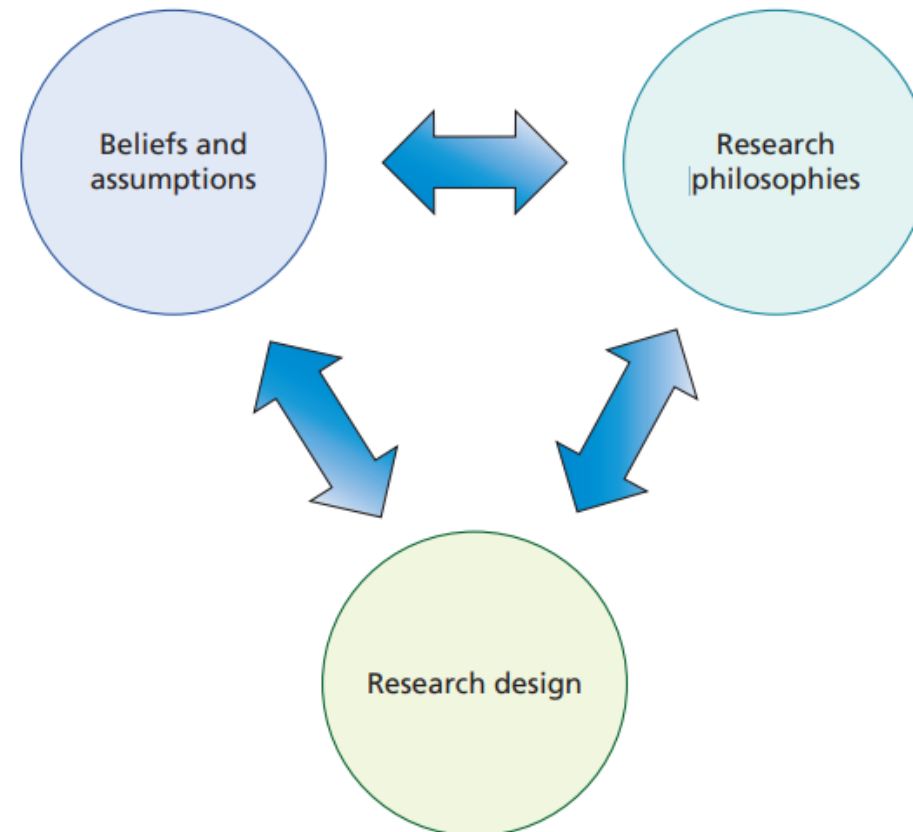 Beliefs and
assumptions
Research
philosophies
Research design